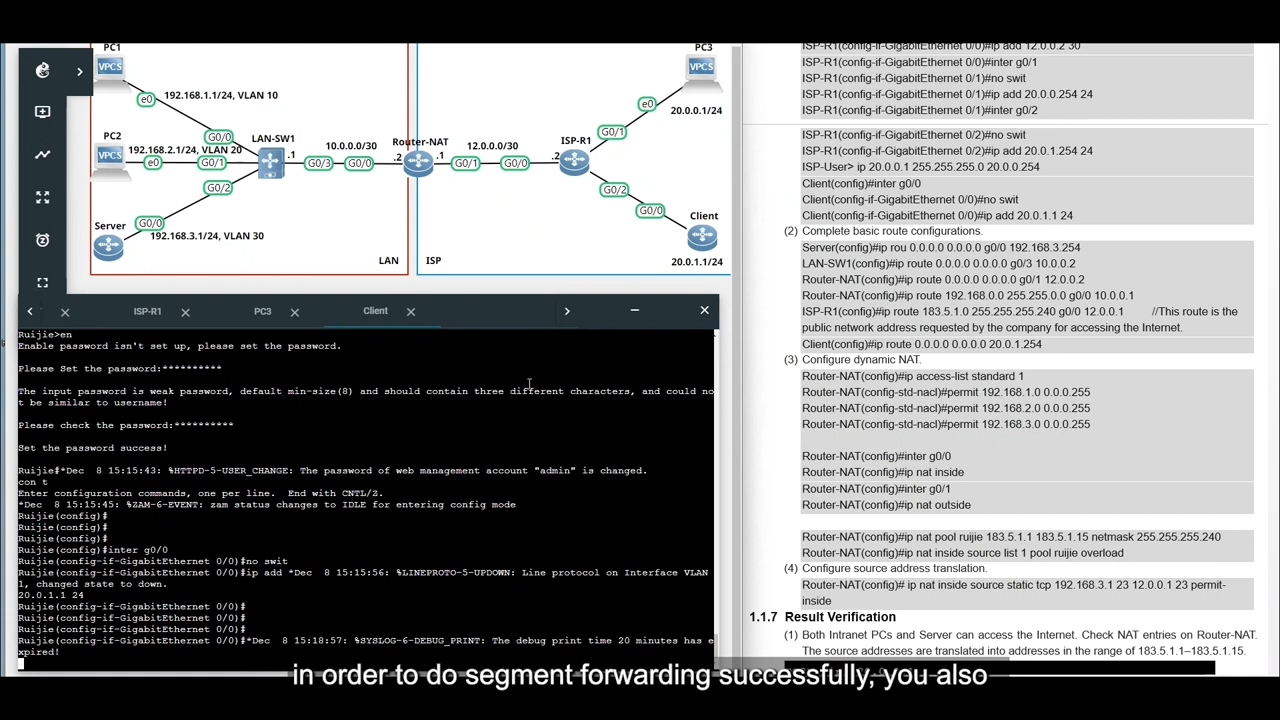 PC1
VPCS
e0
192.168.1.1/24, VLAN 10
G0/0
PC2
VPCS
192.168.2.1/24, VLAN 20
e0
G0/1
LAN-SW1
.1
G0/3
10.0.0.0/30
G0/0
Router-NAT
.2
.1
G0/1
12.0.0.0/30
G0/0
.2
ISP-R1
G0/1
e0
PC3
VPCS
20.0.0.1/24
G0/2
G0/0
Client
20.0.1.1/24
G0/2
Server
G0/0
192.168.3.1/24, VLAN 30
LAN
ISP
ISP-R1
PC3
Client
Ruijie>en
Enable password isn't set up, please set the password.
Please Set the password:**********
The input password is weak password, default min-size(8) and should contain three different characters, and could no
t be similar to username!
Please check the password:**********
Set the password success!
Ruijie#*Dec  8 15:15:43: %HTTPD-5-USER_CHANGE: The password of web management account "admin" is changed.
con t
Enter configuration commands, one per line.  End with CNTL/Z.
*Dec  8 15:15:45: %ZAM-6-EVENT: zam status changes to IDLE for entering config mode
Ruijie(config)#
Ruijie(config)#
Ruijie(config)#
Ruijie(config)#inter g0/0
Ruijie(config-if-GigabitEthernet 0/0)#no swit
Ruijie(config-if-GigabitEthernet 0/0)#ip add *Dec  8 15:15:56: %LINEPROTO-5-UPDOWN: Line protocol on Interface VLAN
1, changed state to down.
20.0.1.1 24
Ruijie(config-if-GigabitEthernet 0/0)#
Ruijie(config-if-GigabitEthernet 0/0)#
Ruijie(config-if-GigabitEthernet 0/0)#
Ruijie(config-if-GigabitEthernet 0/0)#*Dec  8 15:18:57: %SYSLOG-6-DEBUG_PRINT: The debug print time 20 minutes has e
xpired!
ISP-R1(config-if-GigabitEthernet 0/0)#ip add 12.0.0.2 30
ISP-R1(config-if-GigabitEthernet 0/0)#inter g0/1
ISP-R1(config-if-GigabitEthernet 0/1)#no swit
ISP-R1(config-if-GigabitEthernet 0/1)#ip add 20.0.0.254 24
ISP-R1(config-if-GigabitEthernet 0/1)#inter g0/2
ISP-R1(config-if-GigabitEthernet 0/2)#no swit
ISP-R1(config-if-GigabitEthernet 0/2)#ip add 20.0.1.254 24
ISP-User> ip 20.0.0.1 255.255.255.0 20.0.0.254
Client(config)#inter g0/0
Client(config-if-GigabitEthernet 0/0)#no swit
Client(config-if-GigabitEthernet 0/0)#ip add 20.0.1.1 24
(2) Complete basic route configurations.
Server(config)#ip rou 0.0.0.0 0.0.0.0 g0/0 192.168.3.254
LAN-SW1(config)#ip route 0.0.0.0 0.0.0.0 g0/3 10.0.0.2
Router-NAT(config)#ip route 0.0.0.0 0.0.0.0 g0/1 12.0.0.2
Router-NAT(config)#ip route 192.168.0.0 255.255.0.0 g0/0 10.0.0.1
ISP-R1(config)#ip route 183.5.1.0 255.255.255.240 g0/0 12.0.0.1 //This route is the
public network address requested by the company for accessing the Internet.
Client(config)#ip route 0.0.0.0 0.0.0.0 20.0.1.254
(3) Configure dynamic NAT.
Router-NAT(config)#ip access-list standard 1
Router-NAT(config-std-nacl)#permit 192.168.1.0 0.0.0.255
Router-NAT(config-std-nacl)#permit 192.168.2.0 0.0.0.255
Router-NAT(config-std-nacl)#permit 192.168.3.0 0.0.0.255
Router-NAT(config)#inter g0/0
Router-NAT(config)#ip nat inside
Router-NAT(config)#inter g0/1
Router-NAT(config)#ip nat outside
Router-NAT(config)#ip nat pool ruijie 183.5.1.1 183.5.1.15 netmask 255.255.255.240
Router-NAT(config)#ip nat inside source list 1 pool ruijie overload
(4) Configure source address translation.
Router-NAT(config)# ip nat inside source static tcp 192.168.3.1 23 12.0.0.1 23 permit-
inside
1.1.7 Result Verification
(1) Both Intranet PCs and Server can access the Internet. Check NAT entries on Router-NAT.
The source addresses are translated into addresses in the range of 183.5.1.1–183.5.1.15.
in order to do segment forwarding successfully, you also